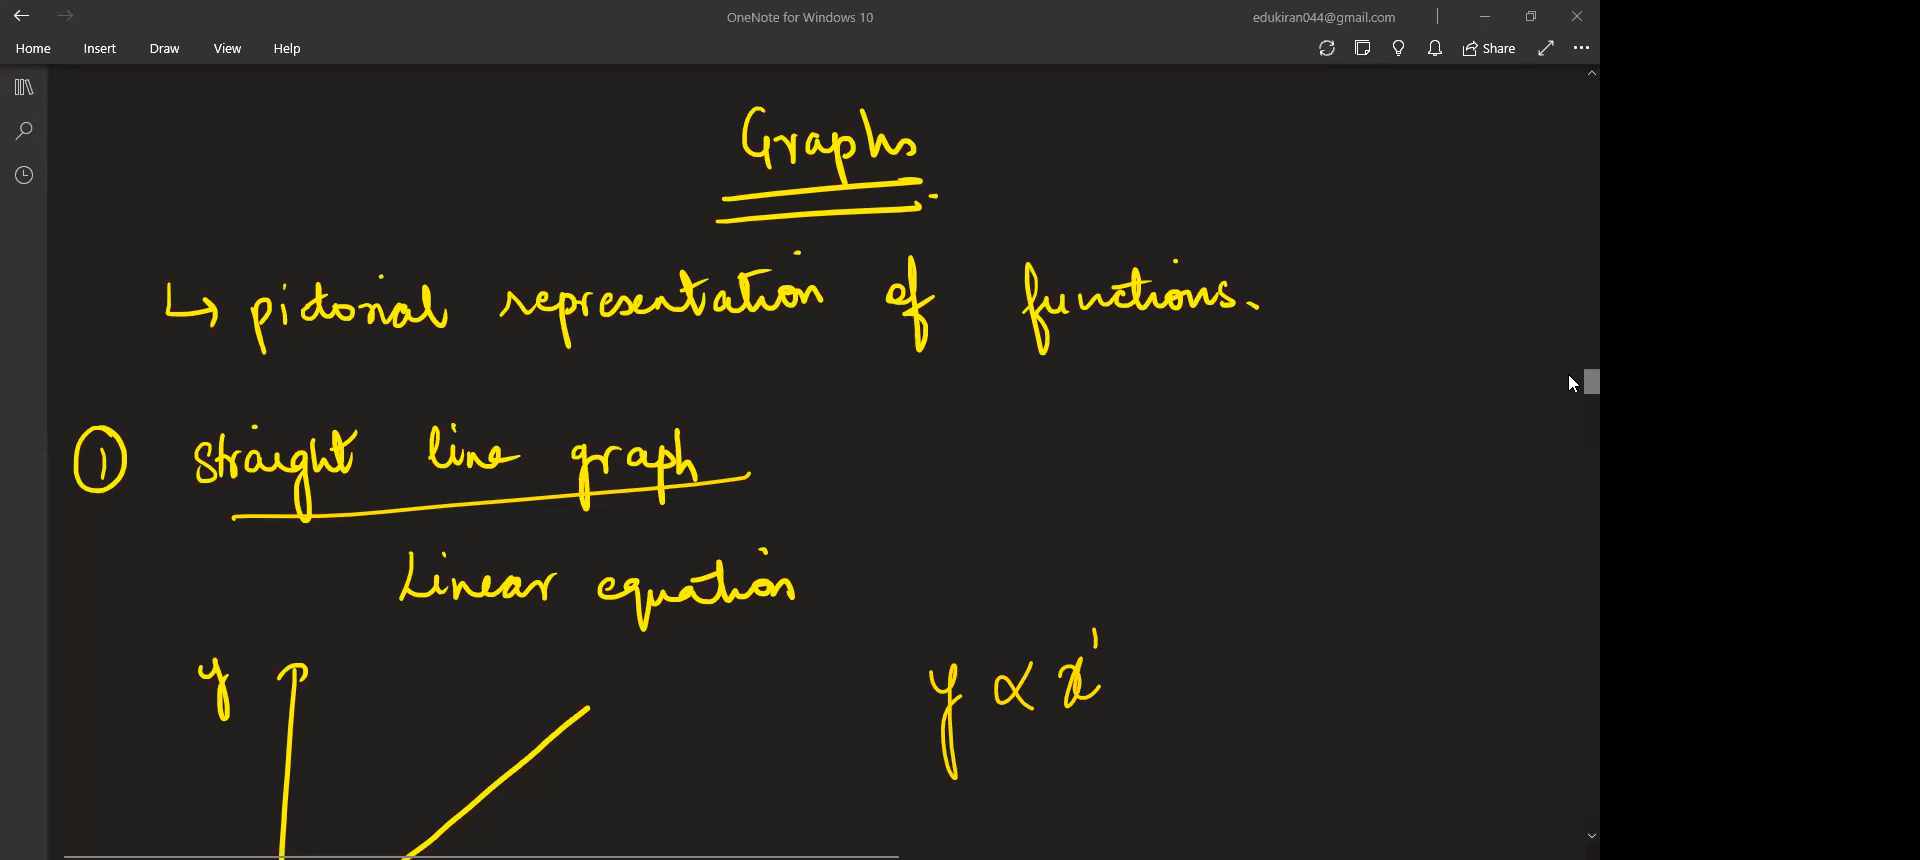 OneNote for Windows 10
edukiran044@gmail.com
Home Insert Draw View Help
Share
Graphs
↳ pictorial representation of functions.
① straight line graph
Linear equation
y
y ∝ x¹